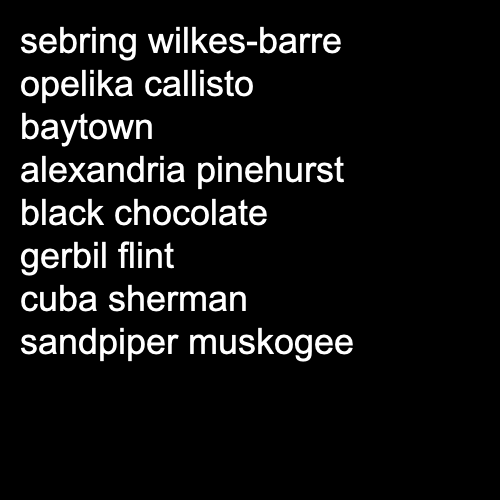 sebring wilkes-barre
opelika callisto
baytown
alexandria pinehurst
black chocolate
gerbil flint
cuba sherman
sandpiper muskogee